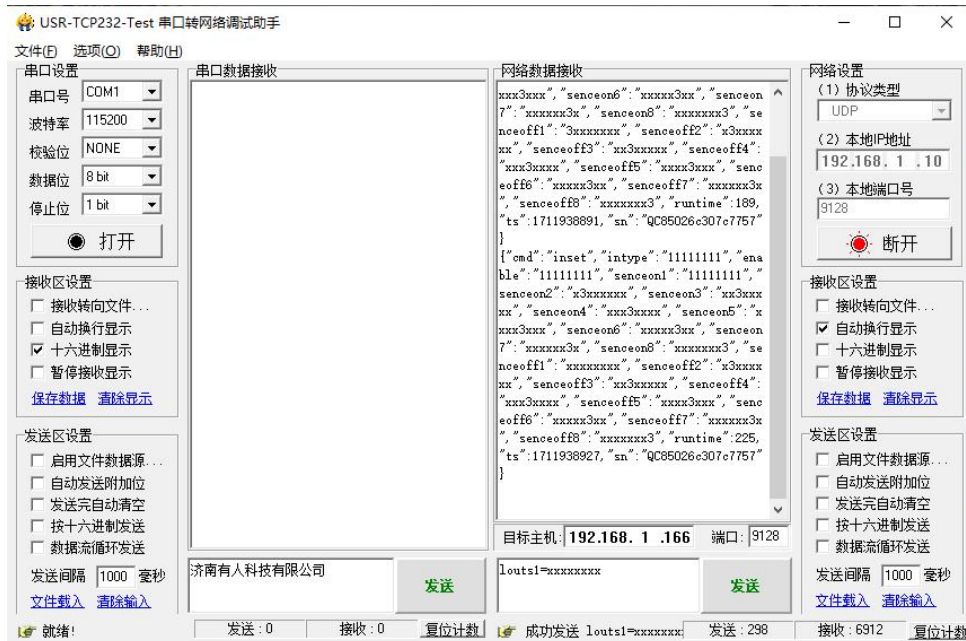 USR-TCP232-Test 串口转网络调试助手
文件(F) 选项(O) 帮助(H)
串口设置
串口号 COM1
波特率 115200
校验位 NONE
数据位 8 bit
停止位 1 bit
打开
接收区设置
接收转向文件...
自动换行显示
十六进制显示
暂停接收显示
保存数据 清除显示
发送区设置
启用文件数据源...
自动发送附加位
发送完自动清空
按十六进制发送
数据流循环发送
发送间隔 1000 毫秒
文件载入 清除输入
串口数据接收
济南有人科技有限公司
发送
网络数据接收
xxx3xxx", "senceon6":"xxxxx3xx", "senceon
7":"xxxxxx3x", "senceon8":"xxxxxxx3", "se
nceoff1":"3xxxxxxx", "senceoff2":"x3xxxx
xx", "senceoff3":"xx3xxxxx", "senceoff4":
"xxx3xxxx", "senceoff5":"xxxx3xxx", "senc
eoff6":"xxxxx3xx", "senceoff7":"xxxxxx3x
", "senceoff8":"xxxxxxx3", "runtime":189,
"ts":1711938891, "sn":"QC85026c307c7757"
}
{"cmd":"inset", "intype":"11111111", "ena
ble":"11111111", "senceon1":"11111111", "
senceon2":"x3xxxxxx", "senceon3":"xx3xxx
xx", "senceon4":"xxx3xxxx", "senceon5":"x
xxx3xxx", "senceon6":"xxxxx3xx", "senceon
7":"xxxxxx3x", "senceon8":"xxxxxxx3", "se
nceoff1":"xxxxxxxx", "senceoff2":"x3xxxx
xx", "senceoff3":"xx3xxxxx", "senceoff4":
"xxx3xxxx", "senceoff5":"xxxx3xxx", "senc
eoff6":"xxxxx3xx", "senceoff7":"xxxxxx3x
", "senceoff8":"xxxxxxx3", "runtime":225,
"ts":1711938927, "sn":"QC85026c307c7757"
}
目标主机: 192.168. 1 .166 端口: 9128
louts1=xxxxxxxx
发送
网络设置
(1) 协议类型
UDP
(2) 本地IP地址
192.168. 1 .10
(3) 本地端口号
9128
断开
接收区设置
接收转向文件...
自动换行显示
十六进制显示
暂停接收显示
保存数据 清除显示
发送区设置
启用文件数据源...
自动发送附加位
发送完自动清空
按十六进制发送
数据流循环发送
发送间隔 1000 毫秒
文件载入 清除输入
就绪! 发送 : 0 接收 : 0 复位计数 成功发送 louts1=xxxxxxx: 发送 : 298 接收 : 6912 复位计数